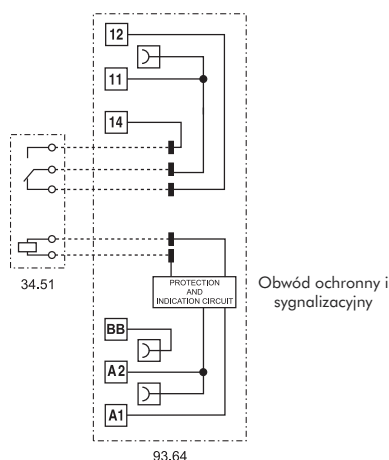 12
11
14
34.51
PROTECTION
AND
INDICATION CIRCUIT
Obwód ochronny i
sygnalizacyjny
BB
A2
A1
93.64